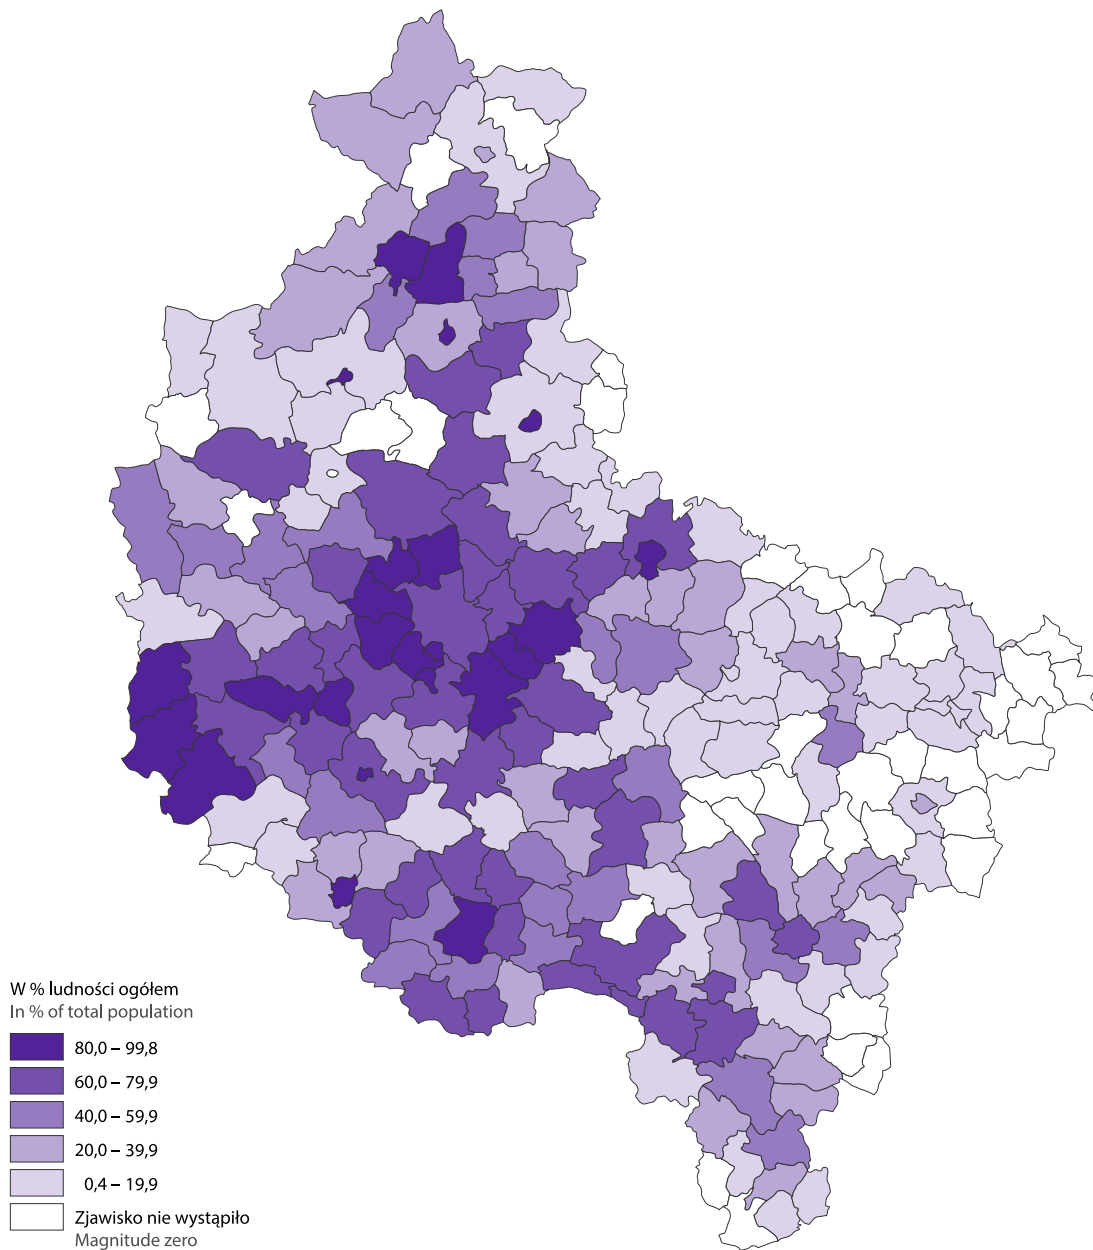 W % ludności ogółem
In % of total population
80,0 – 99,8
60,0 – 79,9
40,0 – 59,9
20,0 – 39,9
0,4 – 19,9
Zjawisko nie wystąpiło
Magnitude zero